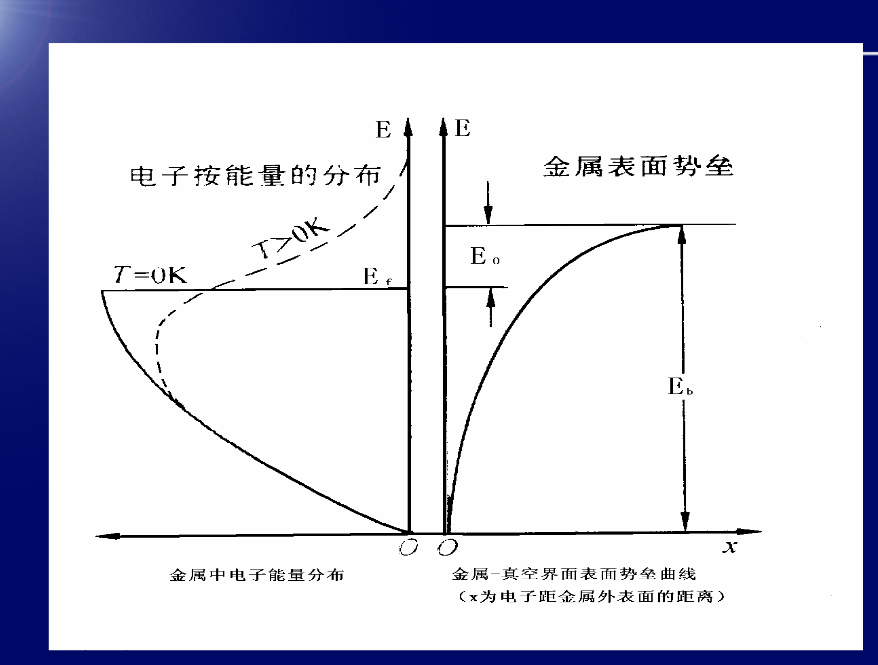 E
E
电子按能量的分布
金属表面势垒
T>0K
T=0K
E_f
E_0
E_b
O
O
x
金属中电子能量分布
金属-真空界面表面势垒曲线
（x为电子距金属外表面的距离）